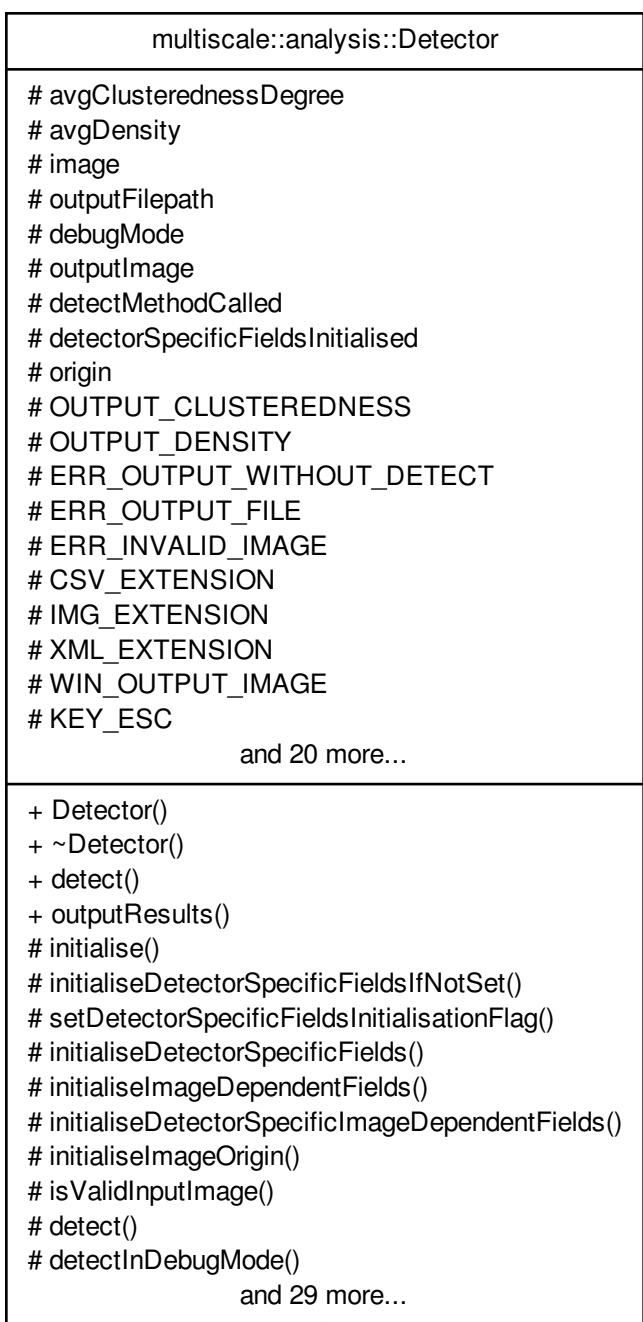 multiscale::analysis::Detector
# avgClusterednessDegree
# avgDensity
# image
# outputFilepath
# debugMode
# outputImage
# detectMethodCalled
# detectorSpecificFieldsInitialised
# origin
# OUTPUT_CLUSTEREDNESS
# OUTPUT_DENSITY
# ERR_OUTPUT_WITHOUT_DETECT
# ERR_OUTPUT_FILE
# ERR_INVALID_IMAGE
# CSV_EXTENSION
# IMG_EXTENSION
# XML_EXTENSION
# WIN_OUTPUT_IMAGE
# KEY_ESC
and 20 more...
+ Detector()
+ ~Detector()
+ detect()
+ outputResults()
# initialise()
# initialiseDetectorSpecificFieldsIfNotSet()
# setDetectorSpecificFieldsInitialisationFlag()
# initialiseDetectorSpecificFields()
# initialiseImageDependentFields()
# initialiseDetectorSpecificImageDependentFields()
# initialiseImageOrigin()
# isValidInputImage()
# detect()
# detectInDebugMode()
and 29 more...